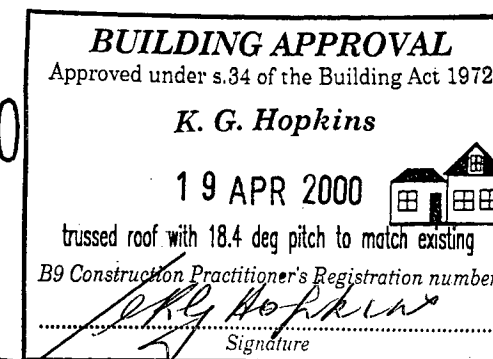 BUILDING APPROVAL
Approved under s.34 of the Building Act 1972
K. G. Hopkins
19 APR 2000
trussed roof with 18.4 deg pitch to match existing
B9 Construction Practitioner's Registration number
Hopkins
Signature